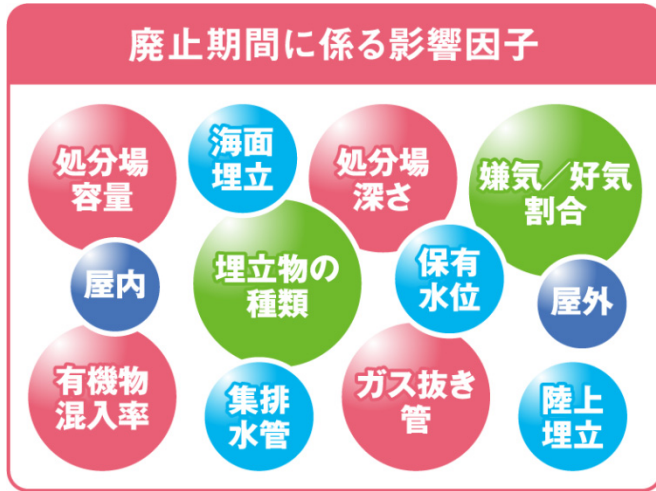 廃止期間に係る影響因子
処分場
容量
海面
埋立
処分場
深さ
嫌気／好気
割合
屋内
埋立物の
種類
保有
水位
屋外
有機物
混入率
集排
水管
ガス抜き
管
陸上
埋立